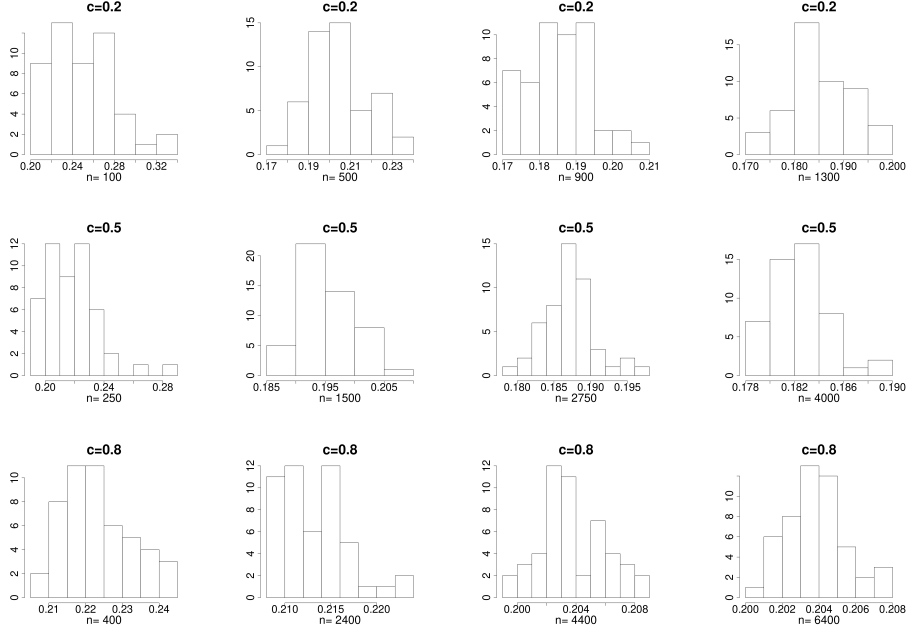 c=0.2
0 2 4 6 8 10
0.20 0.24 0.28 0.32
n= 100
c=0.2
0 5 10 15
0.17 0.19 0.21 0.23
n= 500
c=0.2
0 2 4 6 8 10
0.17 0.18 0.19 0.20 0.21
n= 900
c=0.2
0 5 10 15
0.170 0.180 0.190 0.200
n= 1300
c=0.5
0 2 4 6 8 10 12
0.20 0.24 0.28
n= 250
c=0.5
0 5 10 15 20
0.185 0.195 0.205
n= 1500
c=0.5
0 5 10 15
0.180 0.185 0.190 0.195
n= 2750
c=0.5
0 5 10 15
0.178 0.182 0.186 0.190
n= 4000
c=0.8
0 2 4 6 8 10
0.21 0.22 0.23 0.24
n= 400
c=0.8
0 2 4 6 8 10 12
0.210 0.215 0.220
n= 2400
c=0.8
0 2 4 6 8 10 12
0.200 0.204 0.208
n= 4400
c=0.8
0 2 4 6 8 10
0.200 0.202 0.204 0.206 0.208
n= 6400